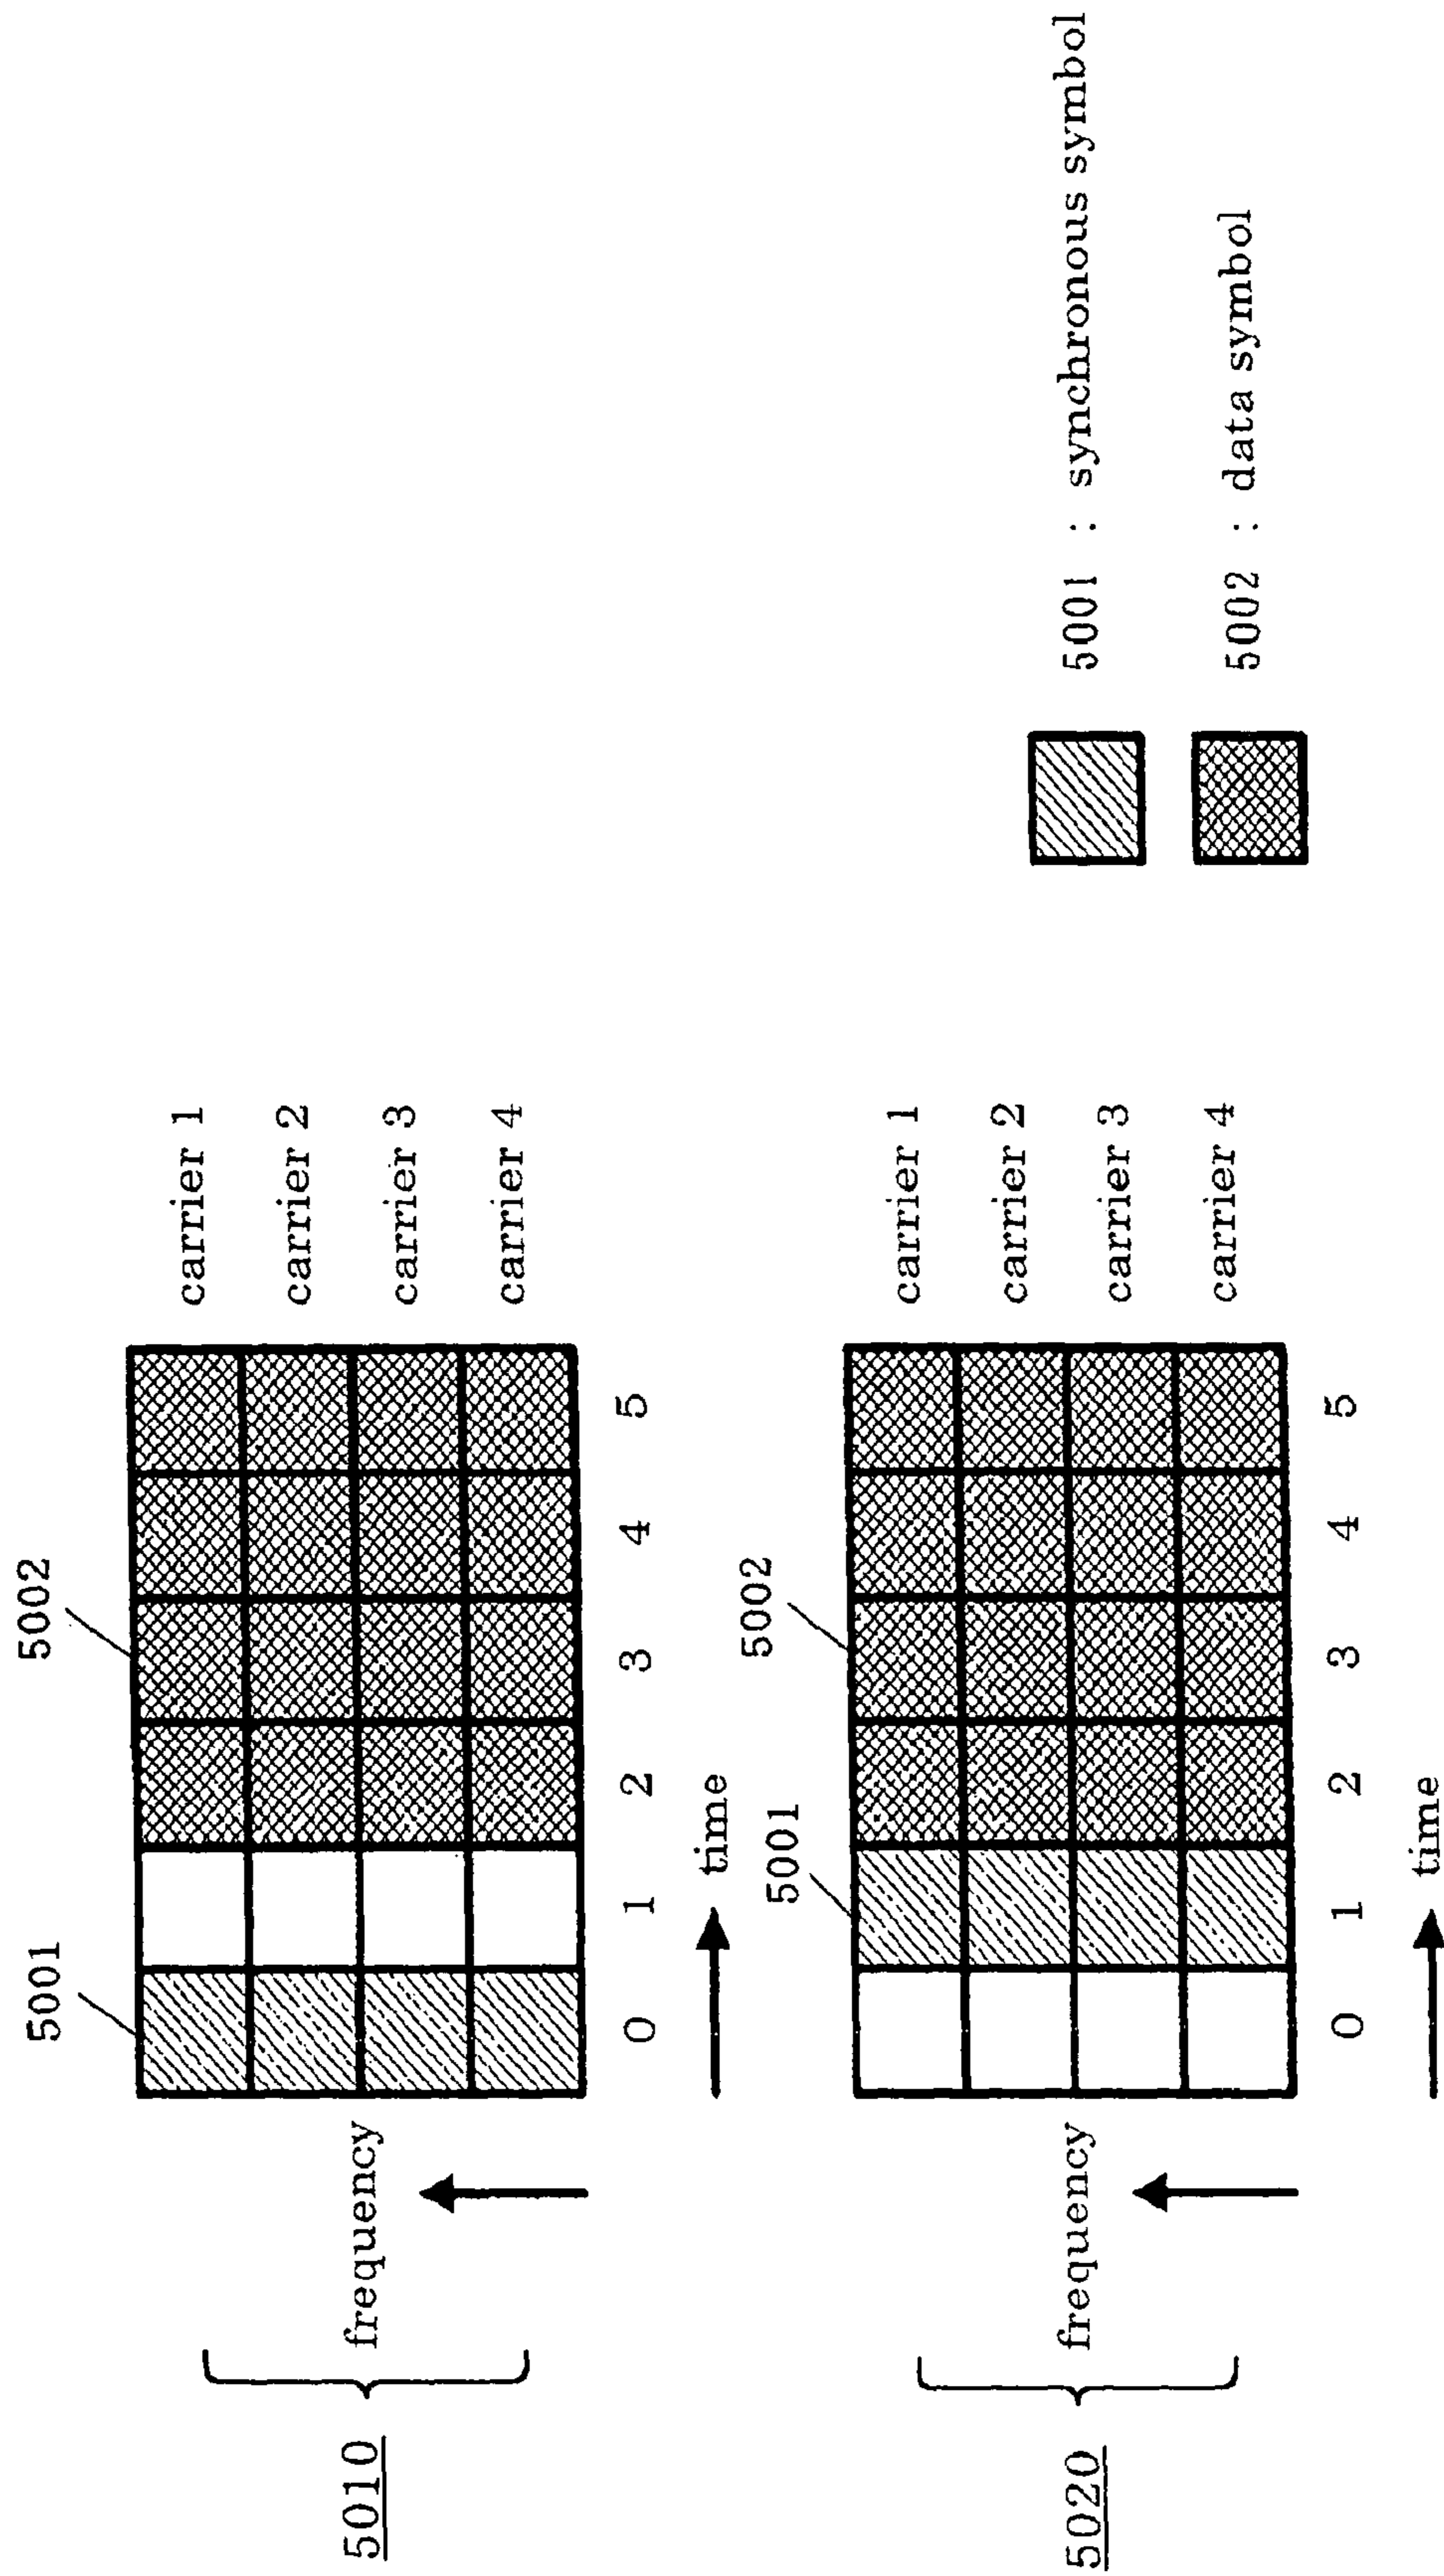 5010
frequency
5001
5002
carrier 1
carrier 2
carrier 3
carrier 4
0 1 2 3 4 5
time
5020
frequency
5001
5002
carrier 1
carrier 2
carrier 3
carrier 4
0 1 2 3 4 5
time
5001 : synchronous symbol
5002 : data symbol